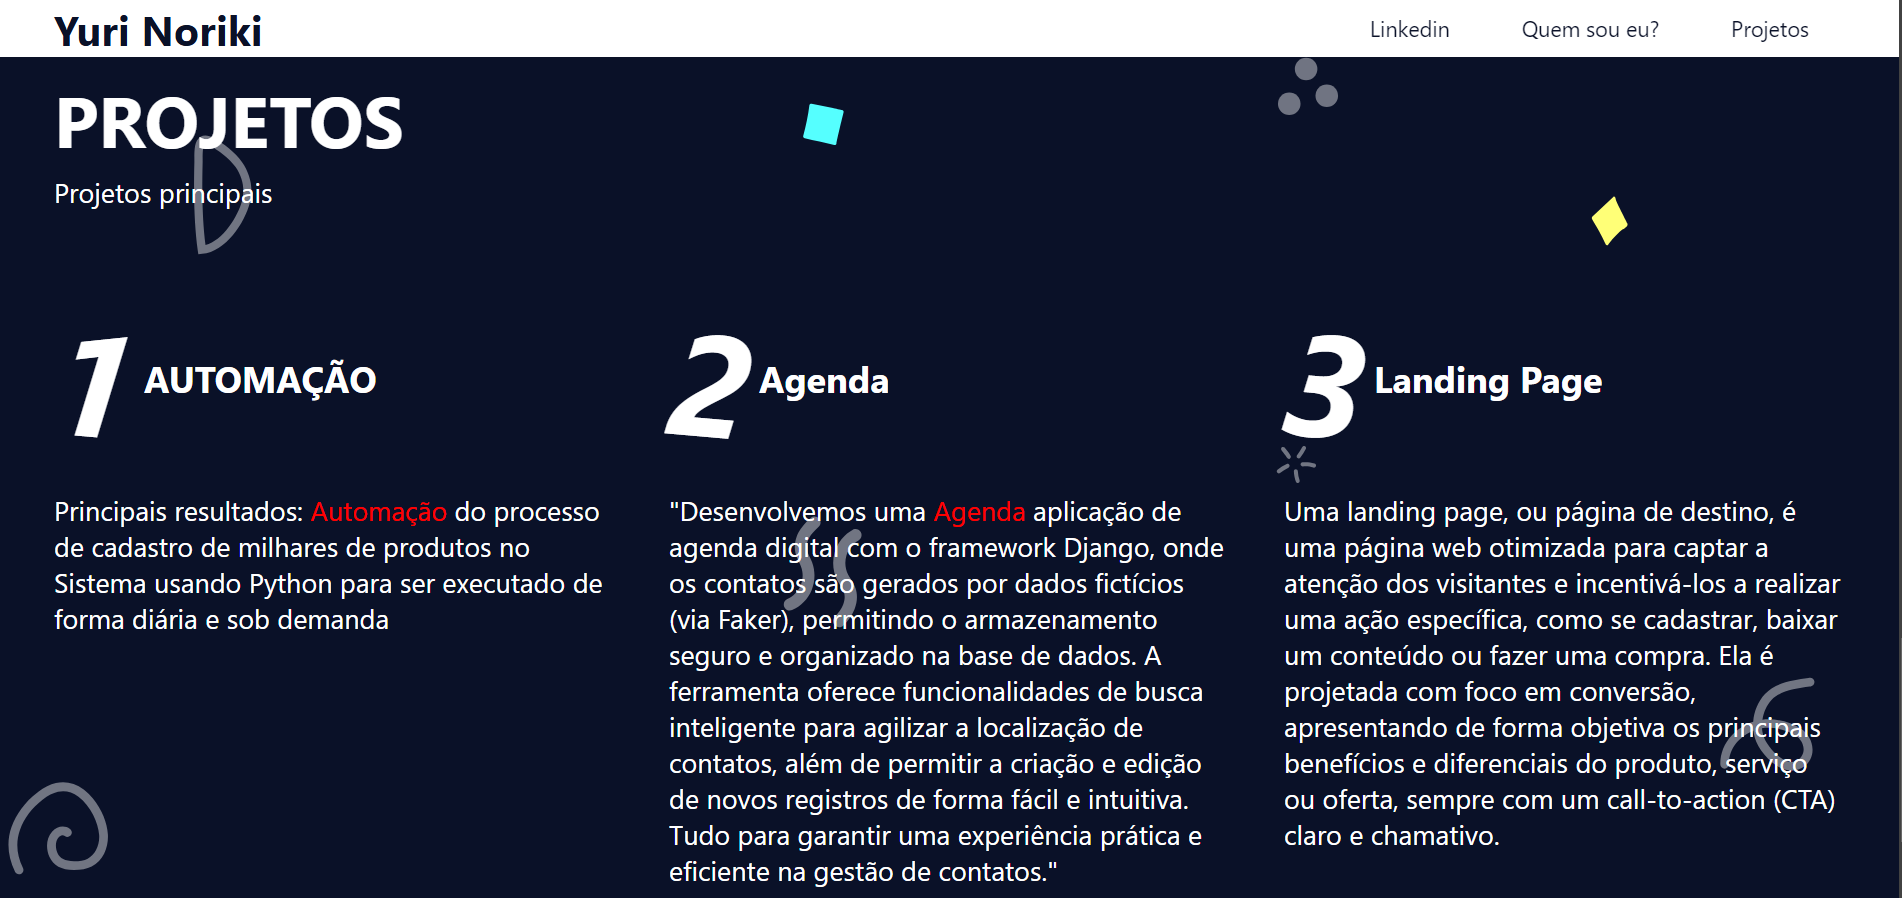 Yuri Noriki
Linkedin
Quem sou eu?
Projetos
PROJETOS
Projetos principais
1
AUTOMAÇÃO
Principais resultados: Automação do processo
de cadastro de milhares de produtos no
Sistema usando Python para ser executado de
forma diária e sob demanda
2
Agenda
"Desenvolvemos uma Agenda aplicação de
agenda digital com o framework Django, onde
os contatos são gerados por dados fictícios
(via Faker), permitindo o armazenamento
seguro e organizado na base de dados. A
ferramenta oferece funcionalidades de busca
inteligente para agilizar a localização de
contatos, além de permitir a criação e edição
de novos registros de forma fácil e intuitiva.
Tudo para garantir uma experiência prática e
eficiente na gestão de contatos."
3
Landing Page
Uma landing page, ou página de destino, é
uma página web otimizada para captar a
atenção dos visitantes e incentivá-los a realizar
uma ação específica, como se cadastrar, baixar
um conteúdo ou fazer uma compra. Ela é
projetada com foco em conversão,
apresentando de forma objetiva os principais
benefícios e diferenciais do produto, serviço
ou oferta, sempre com um call-to-action (CTA)
claro e chamativo.